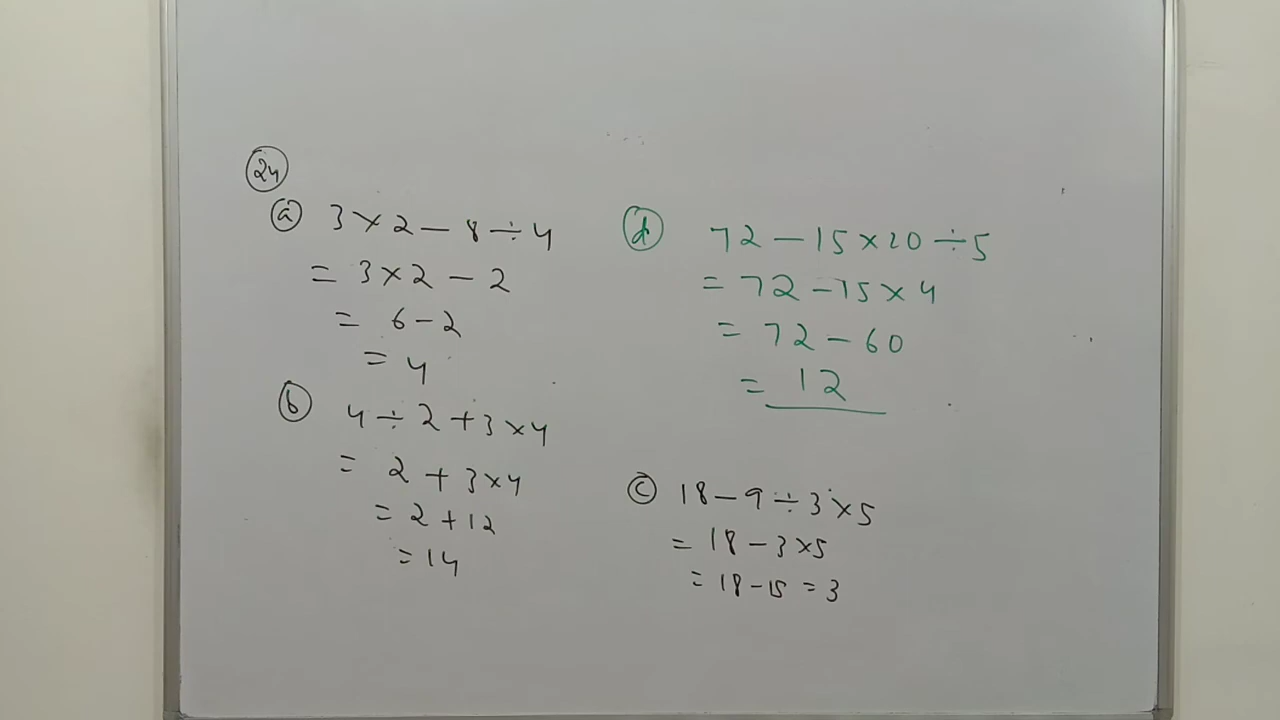 24
a 3 × 2 – 8 ÷ 4
= 3 × 2 – 2
= 6 – 2
= 4
b 4 ÷ 2 + 3 × 4
= 2 + 3 × 4
= 2 + 12
= 14
d 72 – 15 × 20 ÷ 5
= 72 – 15 × 4
= 72 – 60
= 12
c 18 – 9 ÷ 3 × 5
= 18 – 3 × 5
= 18 – 15 = 3